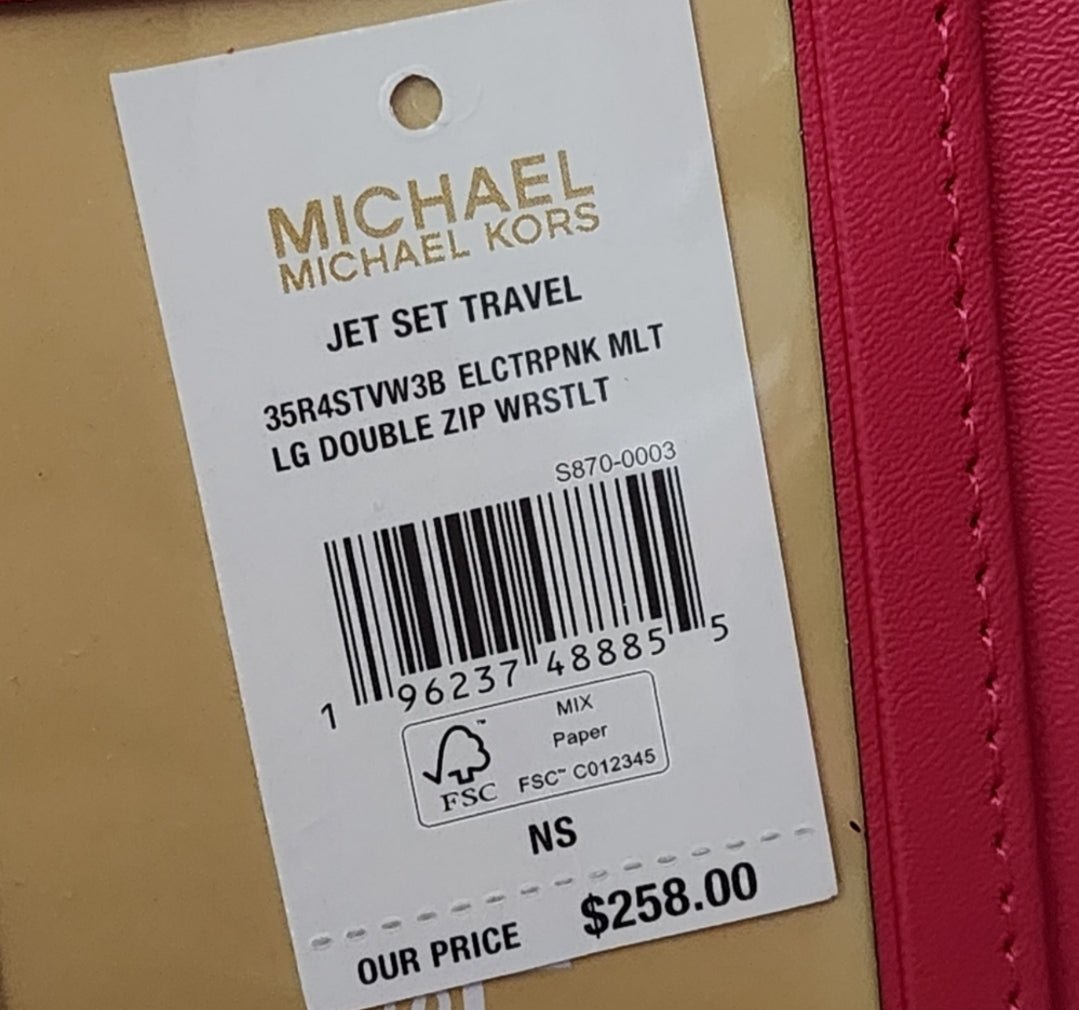 MICHAEL
MICHAEL KORS
JET SET TRAVEL
35R4STVW3B ELCTRPNK MLT
LG DOUBLE ZIP WRSTLT
S870-0003
1 96237 48885 5
MIX
Paper
FSC™ C012345
™
FSC
NS
OUR PRICE $258.00